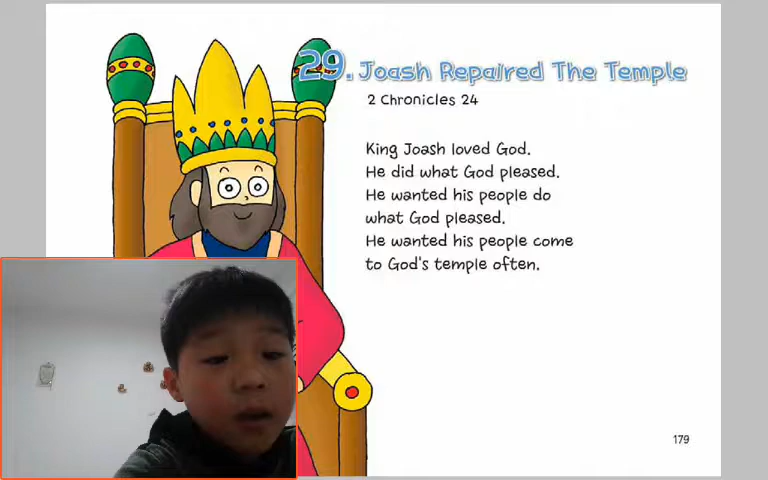 29. Joash Repaired The Temple
2 Chronicles 24
King Joash loved God.
He did what God pleased.
He wanted his people do
what God pleased.
He wanted his people come
to God's temple often.
179